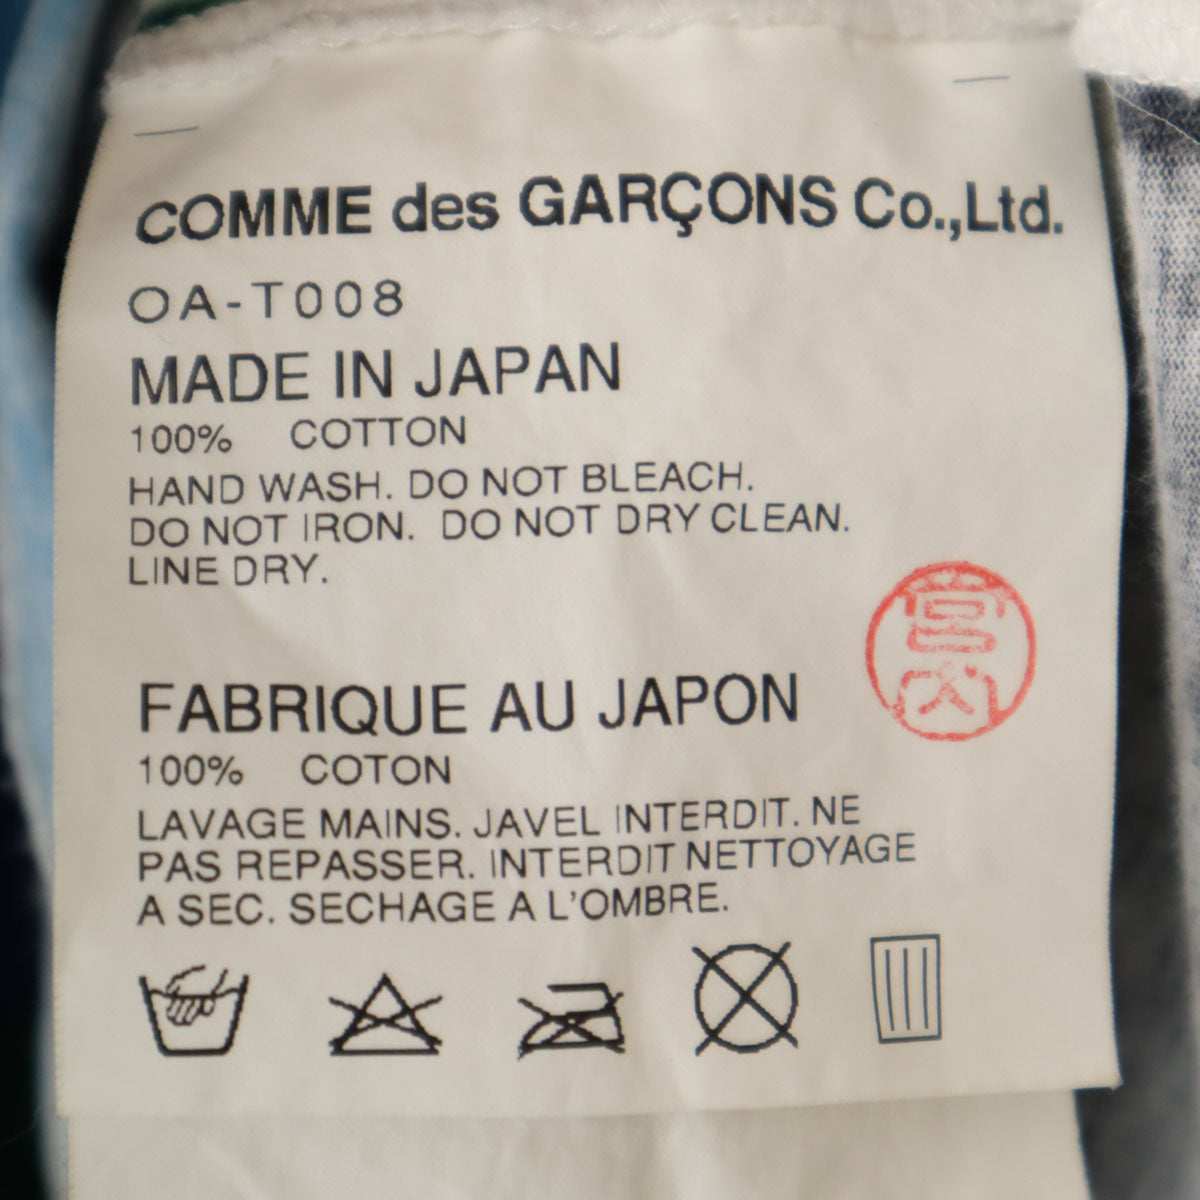 COMME des GARÇONS Co.,Ltd.
OA-T008
MADE IN JAPAN
100% COTTON
HAND WASH. DO NOT BLEACH.
DO NOT IRON. DO NOT DRY CLEAN.
LINE DRY.
宮内
FABRIQUE AU JAPON
100% COTON
LAVAGE MAINS. JAVEL INTERDIT. NE
PAS REPASSER. INTERDIT NETTOYAGE
A SEC. SECHAGE A L'OMBRE.